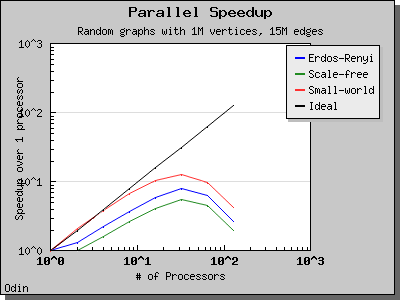 Parallel Speedup
Random graphs with 1M vertices, 15M edges
Erdos-Renyi
Scale-free
Small-world
Ideal
Speedup over 1 processor
10^3
10^2
10^1
10^0
10^0 10^1 10^2 10^3
# of Processors
Odin